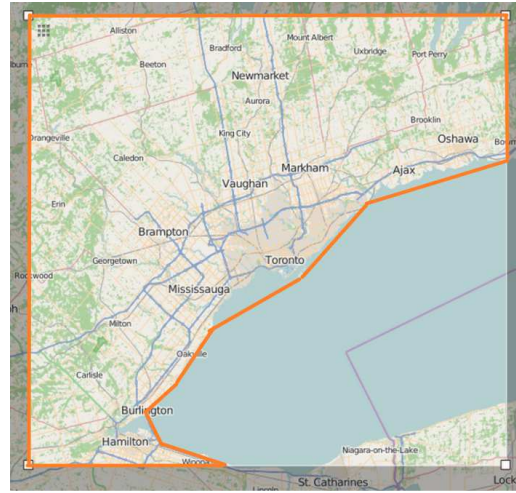 Alliston
Bradford
Mount Albert
Uxbridge
Port Perry
Beeton
Newmarket
Aurora
Brooklin
King City
Oshawa
Orangeville
Caledon
Markham
Ajax
Vaughan
Erin
Brampton
Georgetown
Toronto
Rockwood
Mississauga
Milton
Oakville
Carlisle
Burlington
Hamilton
Niagara-on-the-Lake
St. Catharines
Lock